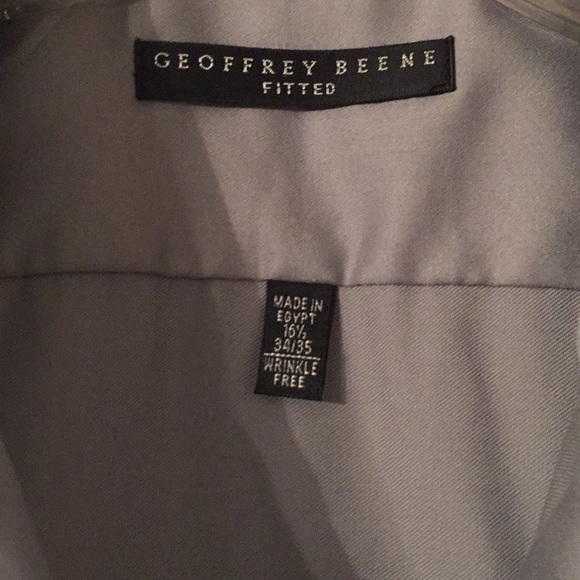 GEOFFREY BEENE
FITTED
MADE IN
EGYPT
16½
34/35
WRINKLE
FREE